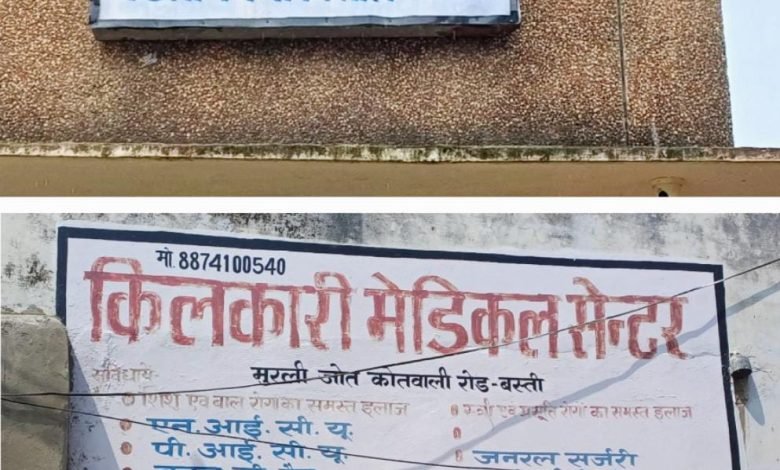 मो. 8874100540
किलकारी मेडिकल सेन्टर
मुरली जोत कोतवाली रोड-बस्ती
सुविधायें-
शिशु एवं बाल रोगों का समस्त इलाज
स्त्री एवं प्रसूति रोगों का समस्त इलाज
एन. आई. सी. यू.
पी. आई. सी. यू.
जनरल सर्जरी